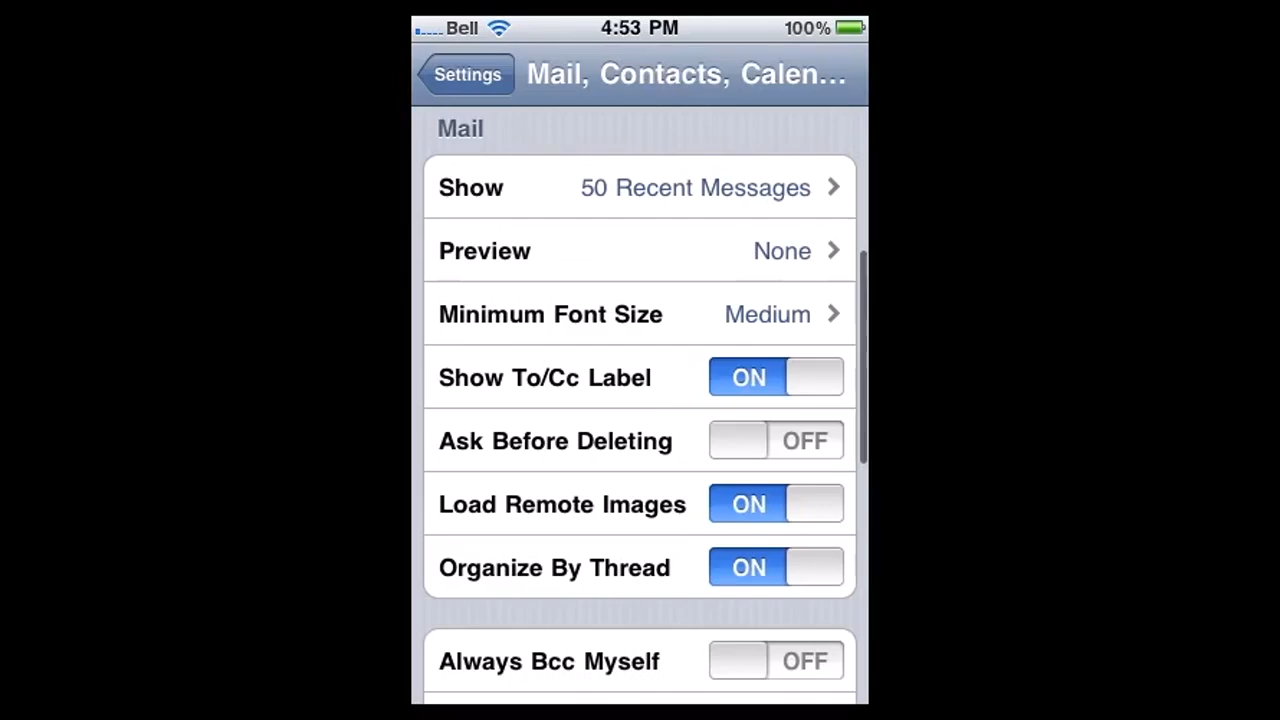 Bell 4:53 PM 100%
Settings Mail, Contacts, Calen...
Mail
Show 50 Recent Messages
Preview None
Minimum Font Size Medium
Show To/Cc Label ON
Ask Before Deleting OFF
Load Remote Images ON
Organize By Thread ON
Always Bcc Myself OFF